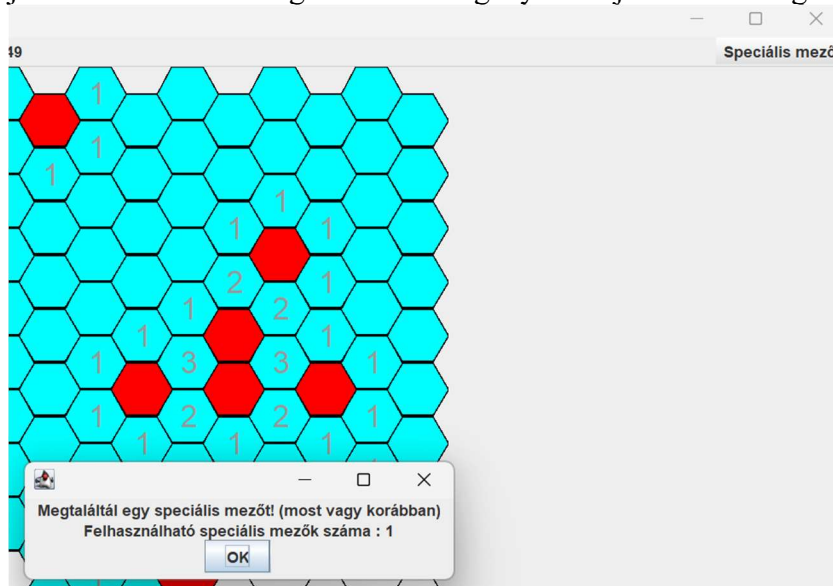 49
Speciális mező
1
1
1
1
1 1
2 1
1 2
1 1
1 3 3 1
1 2 2 1
1 1 1
Megtaláltál egy speciális mezőt! (most vagy korábban)
Felhasználható speciális mezők száma : 1
OK